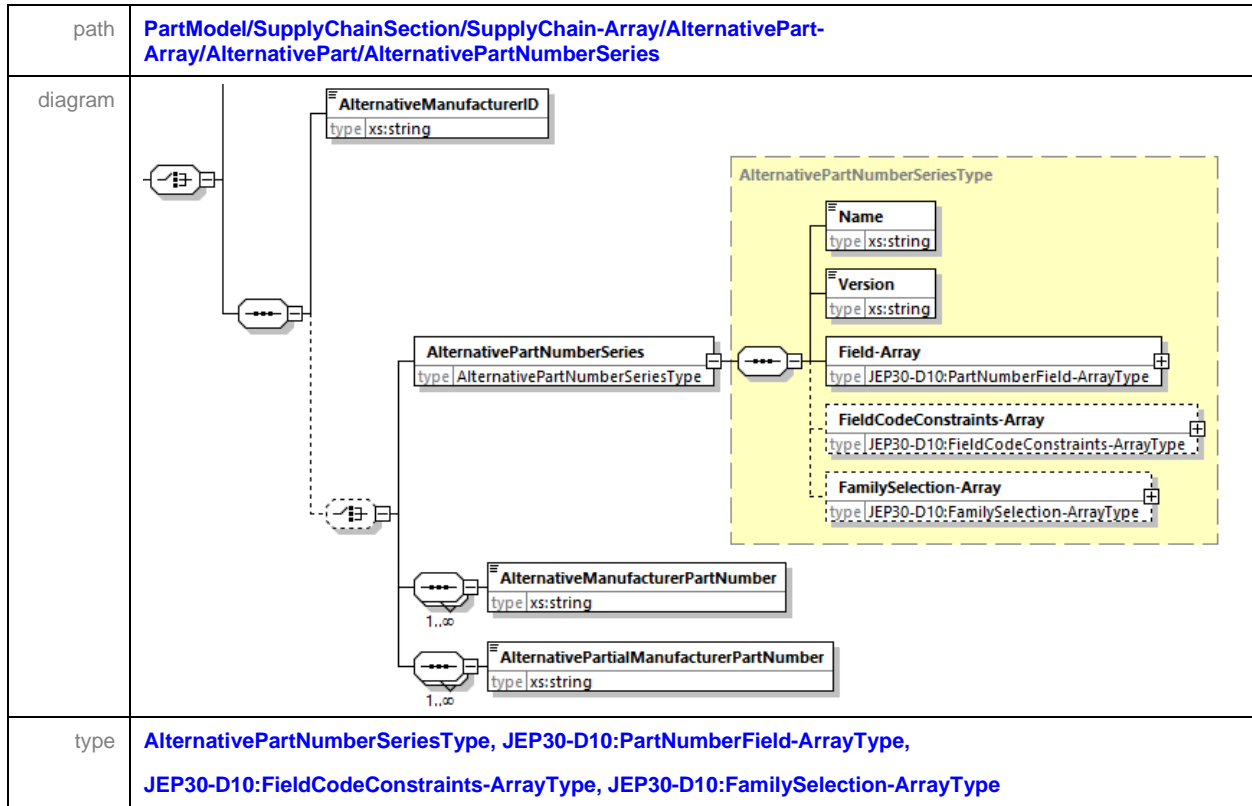 path
PartModel/SupplyChainSection/SupplyChain-Array/AlternativePart-
Array/AlternativePart/AlternativePartNumberSeries
diagram
AlternativeManufacturerID
type xs:string
AlternativePartNumberSeriesType
Name
type xs:string
Version
type xs:string
AlternativePartNumberSeries
type AlternativePartNumberSeriesType
Field-Array
type JEP30-D10:PartNumberField-ArrayType
FieldCodeConstraints-Array
type JEP30-D10:FieldCodeConstraints-ArrayType
FamilySelection-Array
type JEP30-D10:FamilySelection-ArrayType
AlternativeManufacturerPartNumber
type xs:string
1..∞
AlternativePartialManufacturerPartNumber
type xs:string
1..∞
type
AlternativePartNumberSeriesType, JEP30-D10:PartNumberField-ArrayType,
JEP30-D10:FieldCodeConstraints-ArrayType, JEP30-D10:FamilySelection-ArrayType